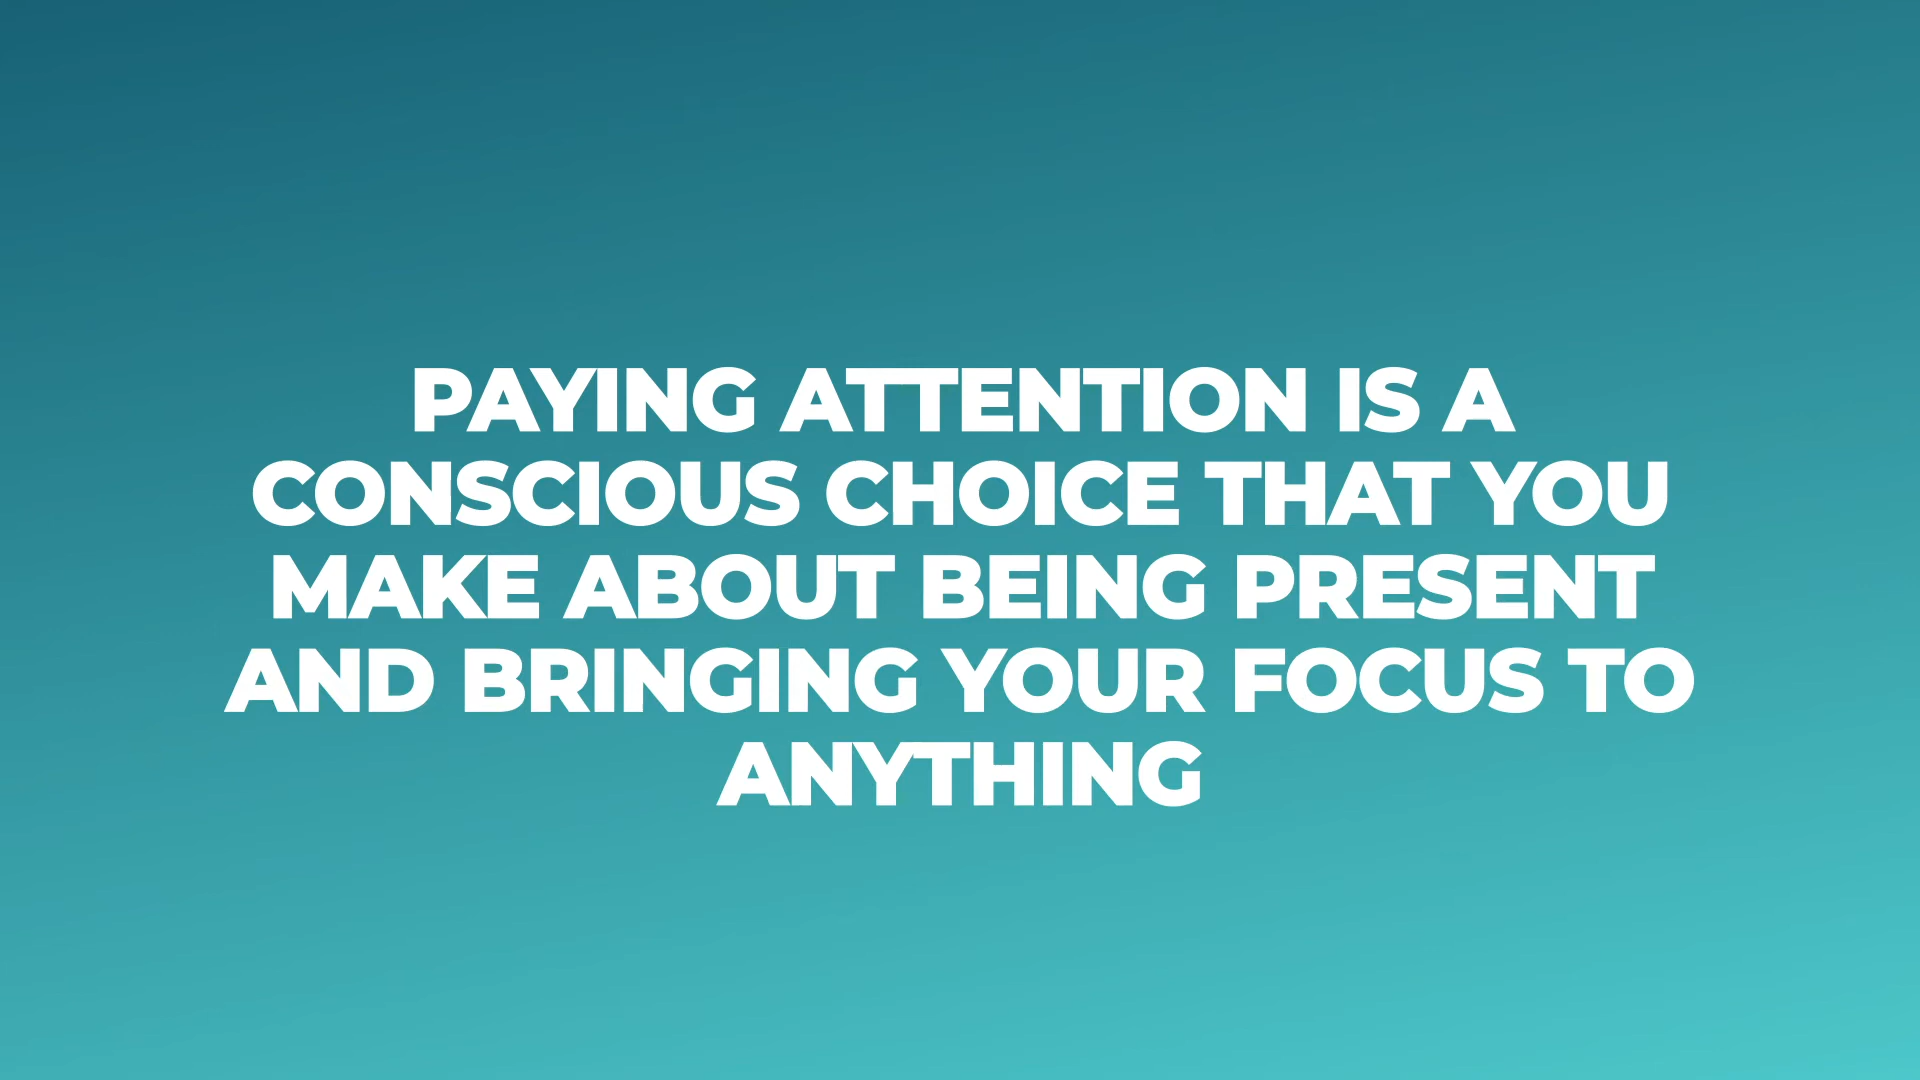 PAYING ATTENTION IS A
CONSCIOUS CHOICE THAT YOU
MAKE ABOUT BEING PRESENT
AND BRINGING YOUR FOCUS TO
ANYTHING